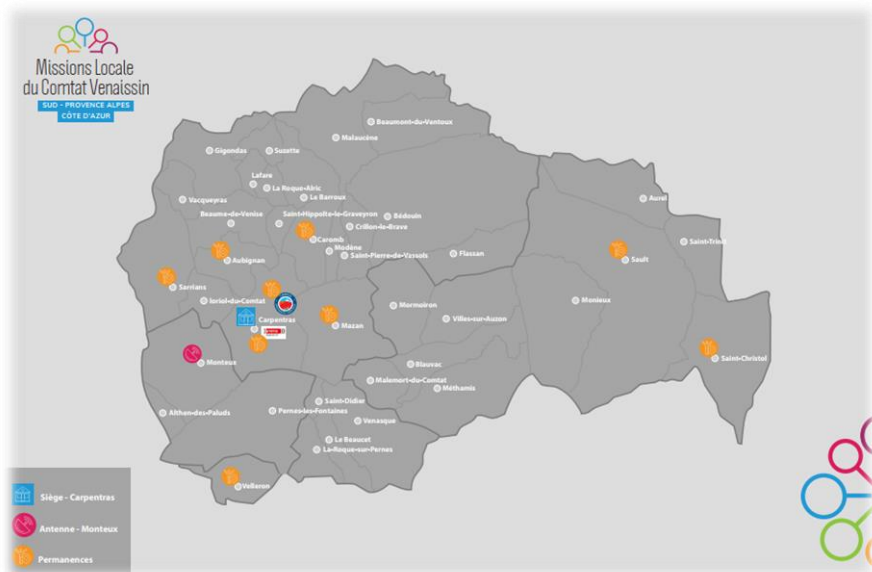 Missions Locale
du Comtat Venaissin
SUD - PROVENCE ALPES
CÔTE D'AZUR
Beaumont-du-Ventoux
Malaucène
Gigondas
Suzette
Lafare
La Roque-Alric
Vacqueyras
Le Barroux
Aurel
Beaume-de-Venise
Saint-Hippolte-le-Graveyron
Bédouin
Crillon-le-Brave
Caromb
Saint-Trinit
Modène
Saint-Pierre-de-Vassols
Flassan
Aubignan
Sault
Sarrians
loriol-du-Comtat
Monieux
Mormoiron
Carpentras
Villes-sur-Auzon
Mazan
Saint-Christol
Monteux
Blauvac
Malemort-du-Comtat
Méthamis
Saint-Didier
Althen-des-Paluds
Pernes-les-Fontaines
Venasque
Le Beaucet
La-Roque-sur-Pernes
Velleron
Siège - Carpentras
Antenne - Monteux
Permanences